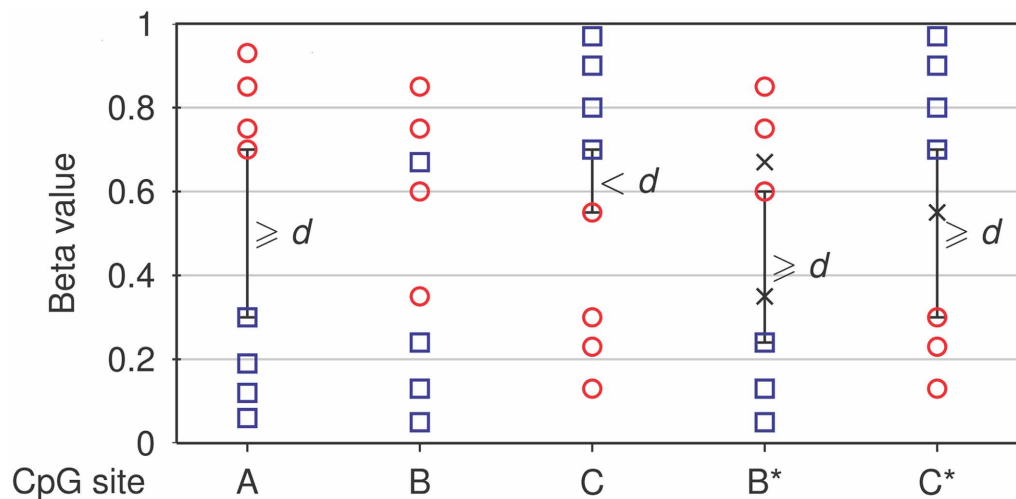 1
0.8
⩾ d
< d
0.6
⩾ d
⩾ d
0.4
0.2
0
Beta value
CpG site A B C B* C*